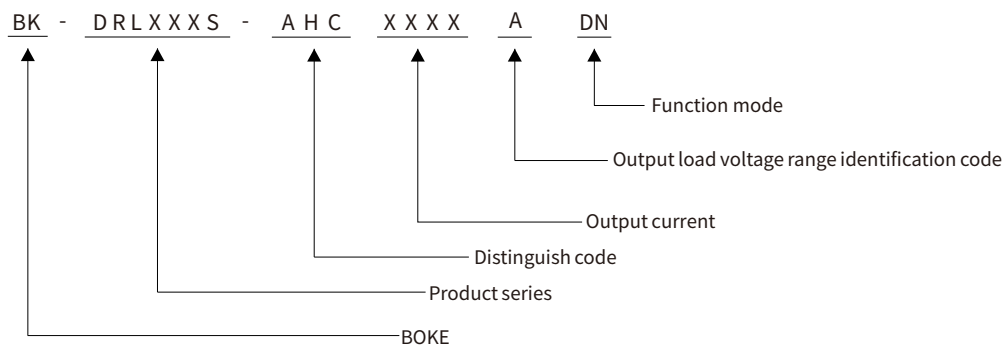 BK - DRLXXXS - AHC XXXX A DN
Function mode
Output load voltage range identification code
Output current
Distinguish code
Product series
BOKE